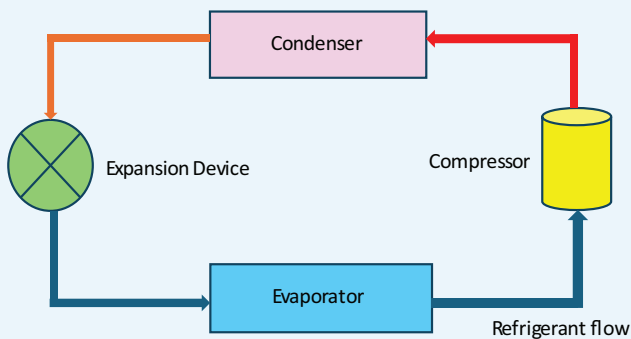 Condenser
Expansion Device
Compressor
Evaporator
Refrigerant flow